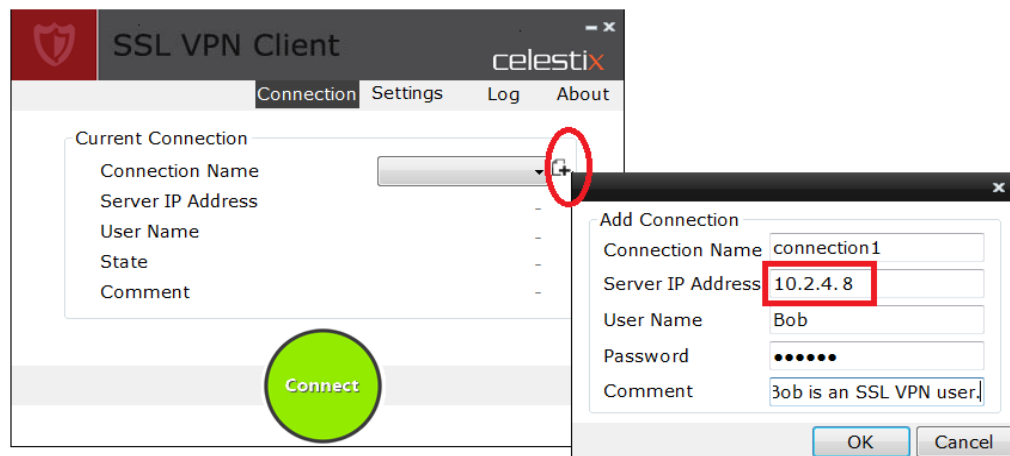 SSL VPN Client
celestix
Connection Settings Log About
Current Connection
Connection Name
Server IP Address -
User Name -
State -
Comment -
Connect
Add Connection
Connection Name connection1
Server IP Address 10.2.4.8
User Name Bob
Password ●●●●●●
Comment Bob is an SSL VPN user.
OK Cancel